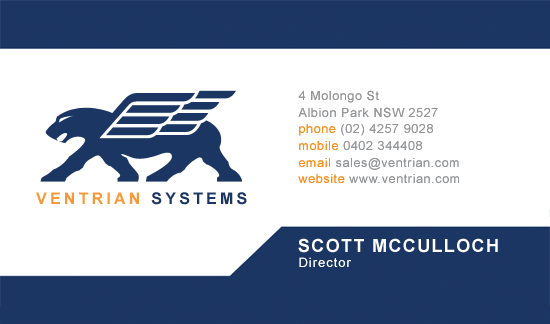 4 Molongo St
Albion Park NSW 2527
phone (02) 4257 9028
mobile 0402 344408
email sales@ventrian.com
website www.ventrian.com
VENTRIAN SYSTEMS
SCOTT MCCULLOCH
Director